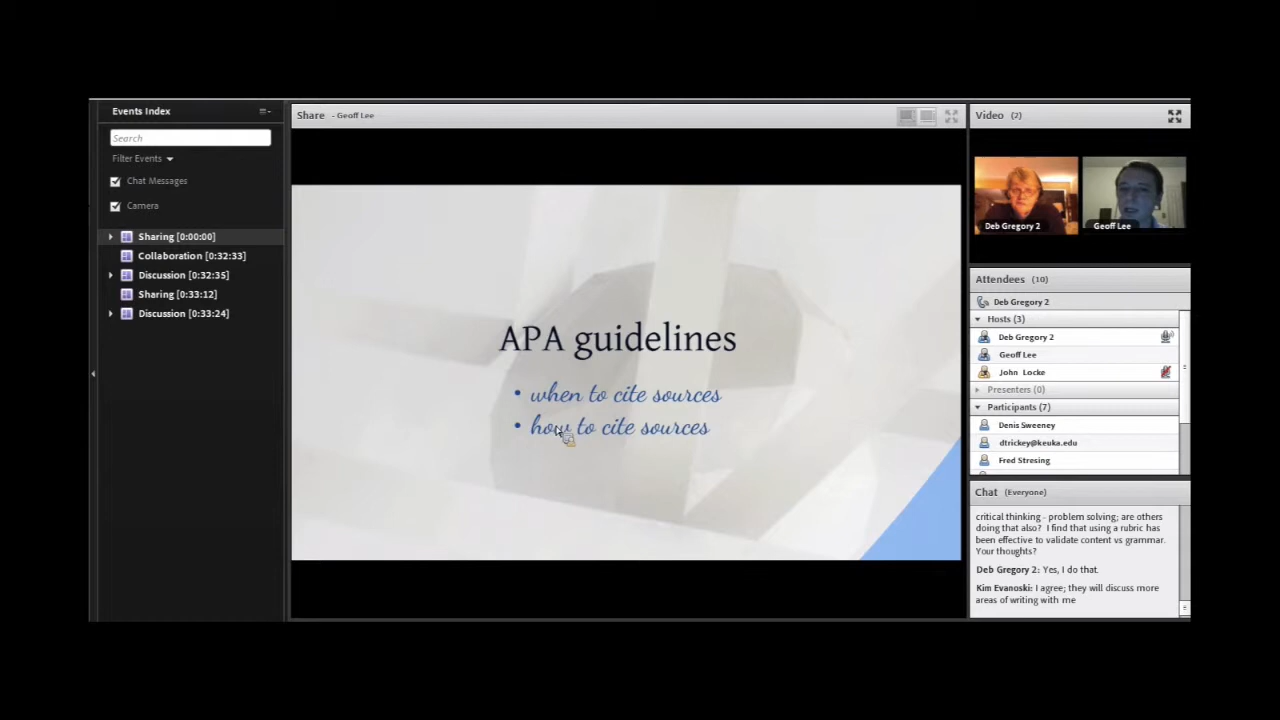 Events Index
Search
Filter Events
Chat Messages
Camera
Sharing [0:00:00]
Collaboration [0:32:33]
Discussion [0:32:35]
Sharing [0:33:12]
Discussion [0:33:24]
Share - Geoff Lee
APA guidelines
• when to cite sources
• how to cite sources
Video (2)
Deb Gregory 2
Geoff Lee
Attendees (10)
Deb Gregory 2
Hosts (3)
Deb Gregory 2
Geoff Lee
John Locke
Presenters (0)
Participants (7)
Denis Sweeney
dtrickey@keuka.edu
Fred Stresing
Chat (Everyone)
critical thinking - problem solving; are others
doing that also? I find that using a rubric has
been effective to validate content vs grammar.
Your thoughts?
Deb Gregory 2: Yes, I do that.
Kim Evanoski: I agree; they will discuss more
areas of writing with me